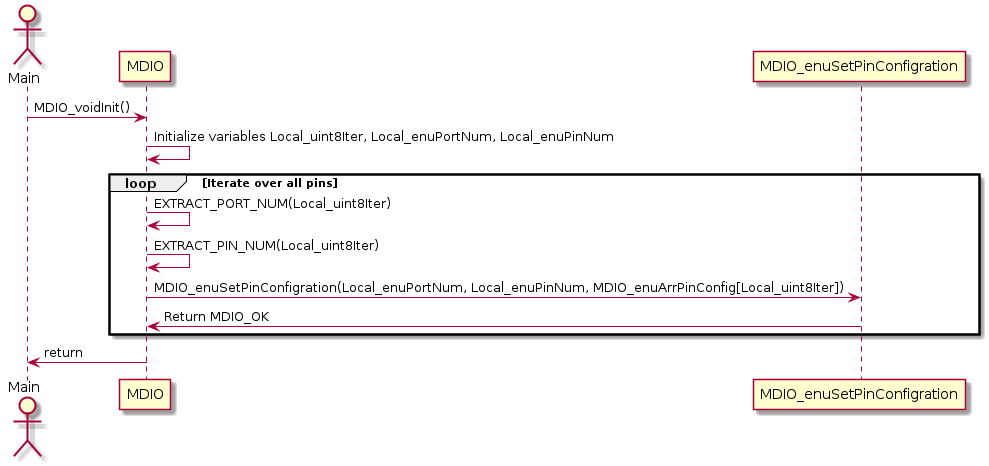 Main
MDIO
MDIO_enuSetPinConfigration
MDIO_voidInit()
Initialize variables Local_uint8Iter, Local_enuPortNum, Local_enuPinNum
loop [Iterate over all pins]
EXTRACT_PORT_NUM(Local_uint8Iter)
EXTRACT_PIN_NUM(Local_uint8Iter)
MDIO_enuSetPinConfigration(Local_enuPortNum, Local_enuPinNum, MDIO_enuArrPinConfig[Local_uint8Iter])
Return MDIO_OK
return
Main
MDIO
MDIO_enuSetPinConfigration